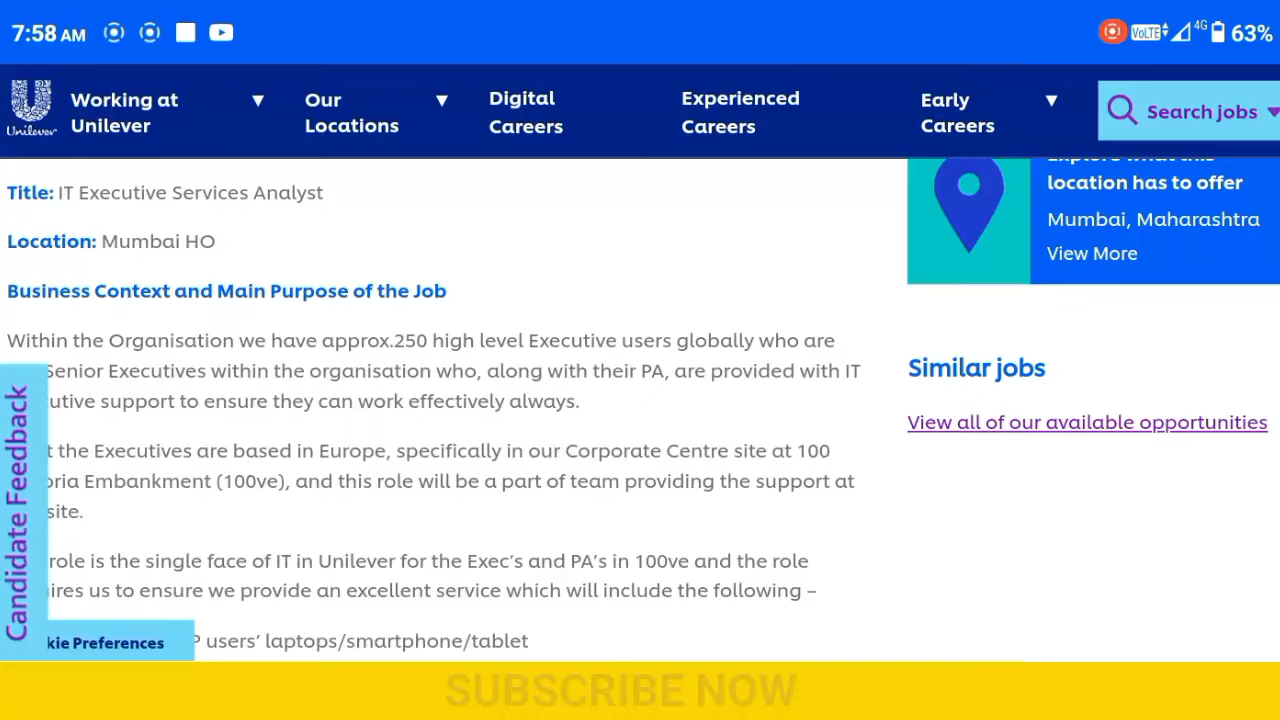 7:58 AM VoLTE 4G 63%
Unilever
Working at Unilever
Our Locations
Digital Careers
Experienced Careers
Early Careers
Search jobs
Title: IT Executive Services Analyst
Location: Mumbai HO
Business Context and Main Purpose of the Job
Within the Organisation we have approx.250 high level Executive users globally who are
Senior Executives within the organisation who, along with their PA, are provided with IT
utive support to ensure they can work effectively always.
t the Executives are based in Europe, specifically in our Corporate Centre site at 100
oria Embankment (100ve), and this role will be a part of team providing the support at
site.
role is the single face of IT in Unilever for the Exec's and PA's in 100ve and the role
ires us to ensure we provide an excellent service which will include the following –
P users' laptops/smartphone/tablet
Candidate Feedback
kie Preferences
Explore what this
location has to offer
Mumbai, Maharashtra
View More
Similar jobs
View all of our available opportunities
SUBSCRIBE NOW